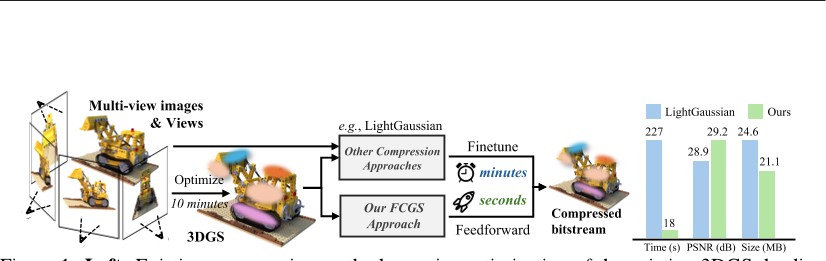 Multi-view images
& Views
Optimize
10 minutes
3DGS
e.g., LightGaussian
Other Compression
Approaches
Our FCGS
Approach
Finetune
minutes
seconds
Feedforward
Compressed
bitstream
LightGaussian
Ours
227
18
28.9
29.2
24.6
21.1
Time (s)
PSNR (dB)
Size (MB)